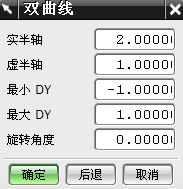 双曲线
实半轴 2.00000
虚半轴 1.00000
最小 DY -1.0000
最大 DY 1.00000
旋转角度 0.00000
确定 后退 取消